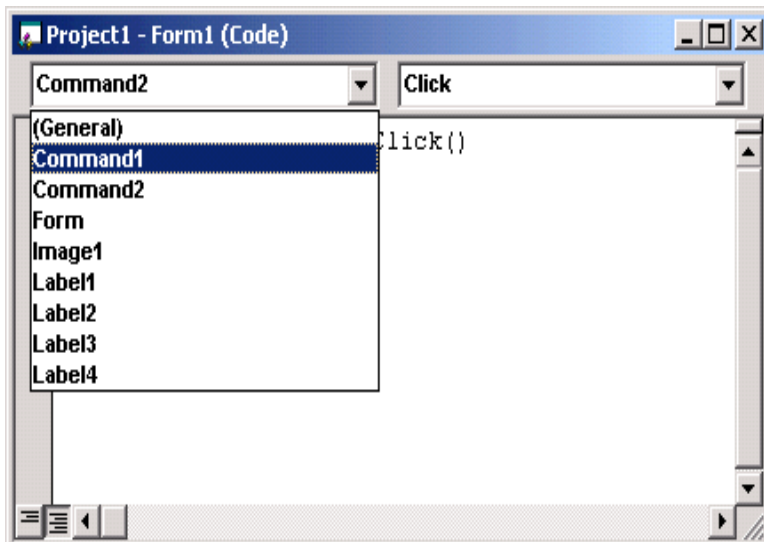 Project1 - Form1 (Code)
Command2 Click
(General)
Click()
Command1
Command2
Form
Image1
Label1
Label2
Label3
Label4